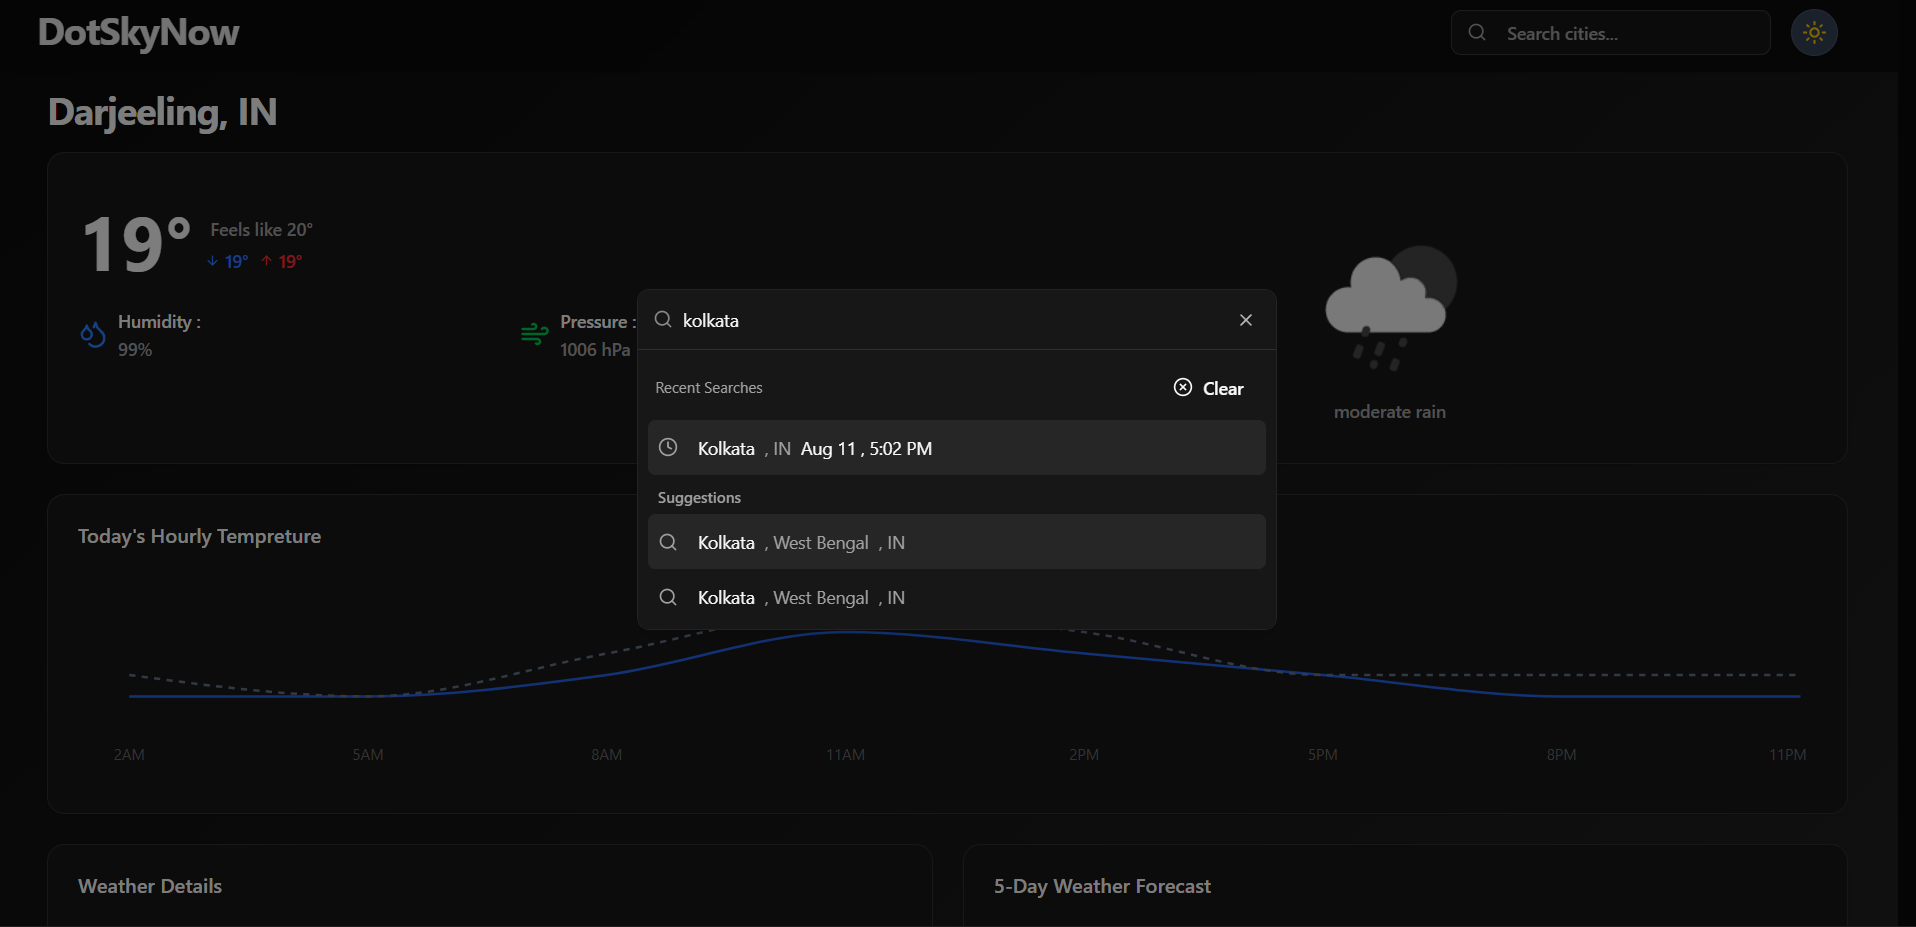 DotSkyNow
Search cities...
Darjeeling, IN
19°
Feels like 20°
↓ 19° ↑ 19°
Humidity :
99%
Pressure :
1006 hPa
moderate rain
kolkata
Recent Searches
Clear
Kolkata , IN Aug 11 , 5:02 PM
Suggestions
Kolkata , West Bengal , IN
Kolkata , West Bengal , IN
Today's Hourly Tempreture
2AM 5AM 8AM 11AM 2PM 5PM 8PM 11PM
Weather Details
5-Day Weather Forecast